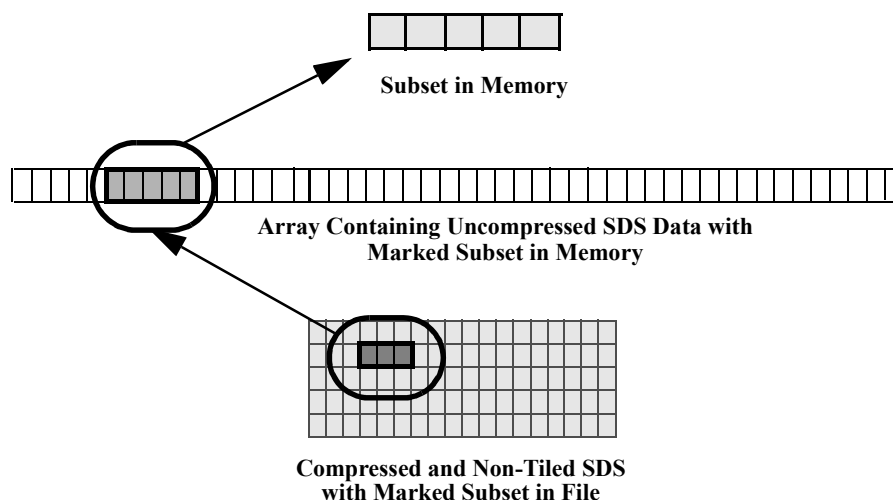 Subset in Memory
Array Containing Uncompressed SDS Data with
Marked Subset in Memory
Compressed and Non-Tiled SDS
with Marked Subset in File